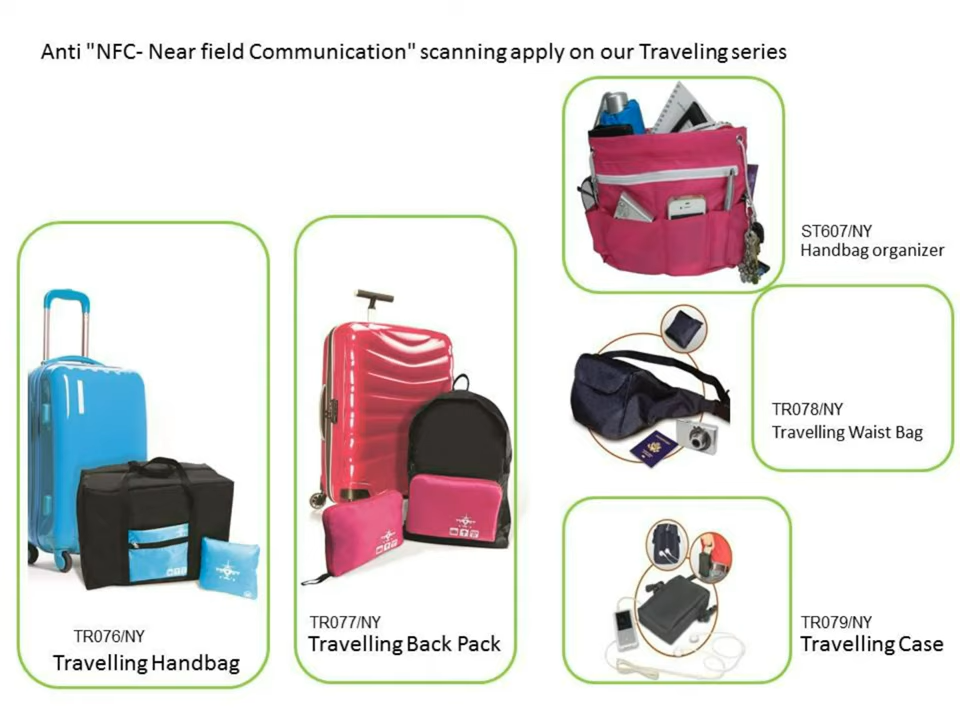 Anti "NFC- Near field Communication" scanning apply on our Traveling series
ST607/NY
Handbag organizer
TR078/NY
Travelling Waist Bag
TR076/NY
Travelling Handbag
TR077/NY
Travelling Back Pack
TR079/NY
Travelling Case